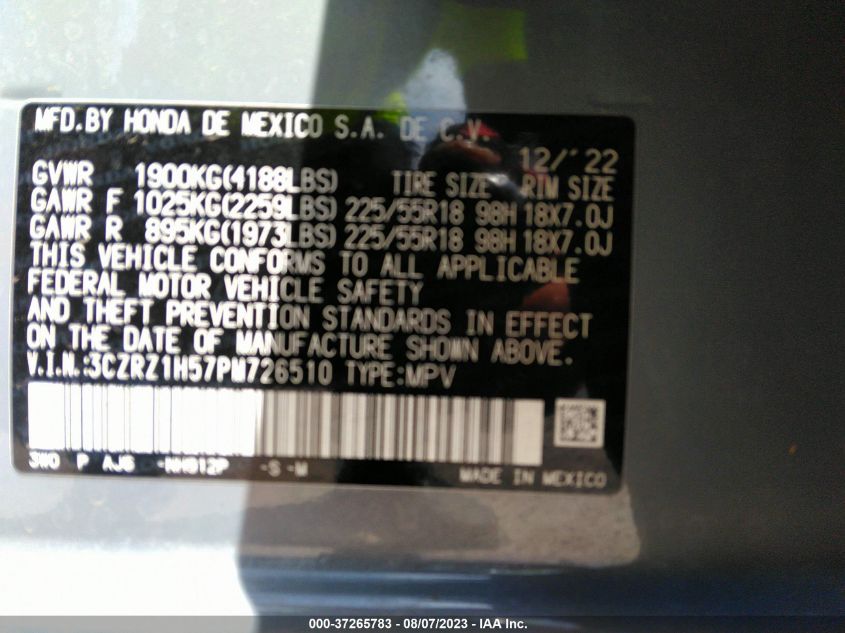 MFD.BY HONDA DE MEXICO S.A. DE C.V.
12/'22
GVWR 1900KG(4188LBS) TIRE SIZE RIM SIZE
GAWR F 1025KG(2259LBS) 225/55R18 98H 18X7.0J
GAWR R 895KG(1973LBS) 225/55R18 98H 18X7.0J
THIS VEHICLE CONFORMS TO ALL APPLICABLE
FEDERAL MOTOR VEHICLE SAFETY
AND THEFT PREVENTION STANDARDS IN EFFECT
ON THE DATE OF MANUFACTURE SHOWN ABOVE.
V.I.N.:3CZRZ1H57PM726510 TYPE:MPV
3W0 P AJ6 -S -M
MADE IN MEXICO
000-37265783 - 08/07/2023 - IAA Inc.